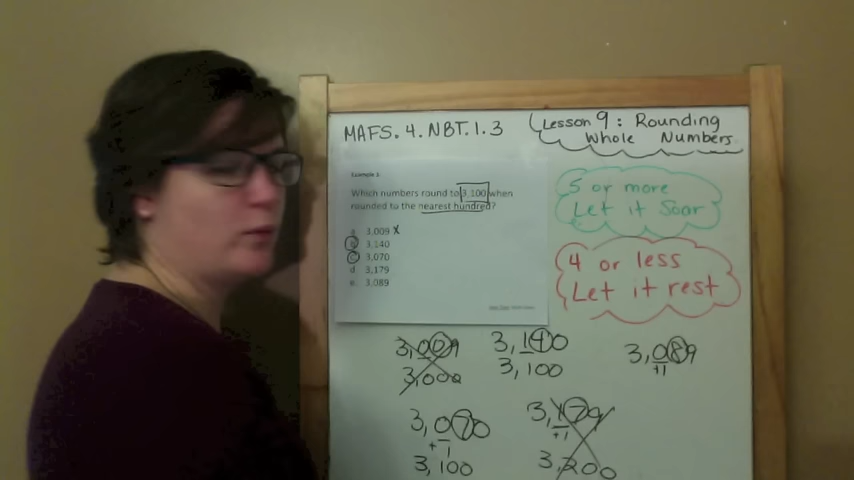 MAFS.4.NBT.1.3
Lesson 9: Rounding
Whole Numbers
Example 3:
Which numbers round to 3,100 when
rounded to the nearest hundred?
a 3,009 x
b 3,140
c 3,070
d 3,179
e. 3,089
5 or more
Let it Soar
4 or less
Let it rest
3,009
3,000
3,140
3,100
3,089
+1
3,070
+1
3,100
3,179
+1
3,200